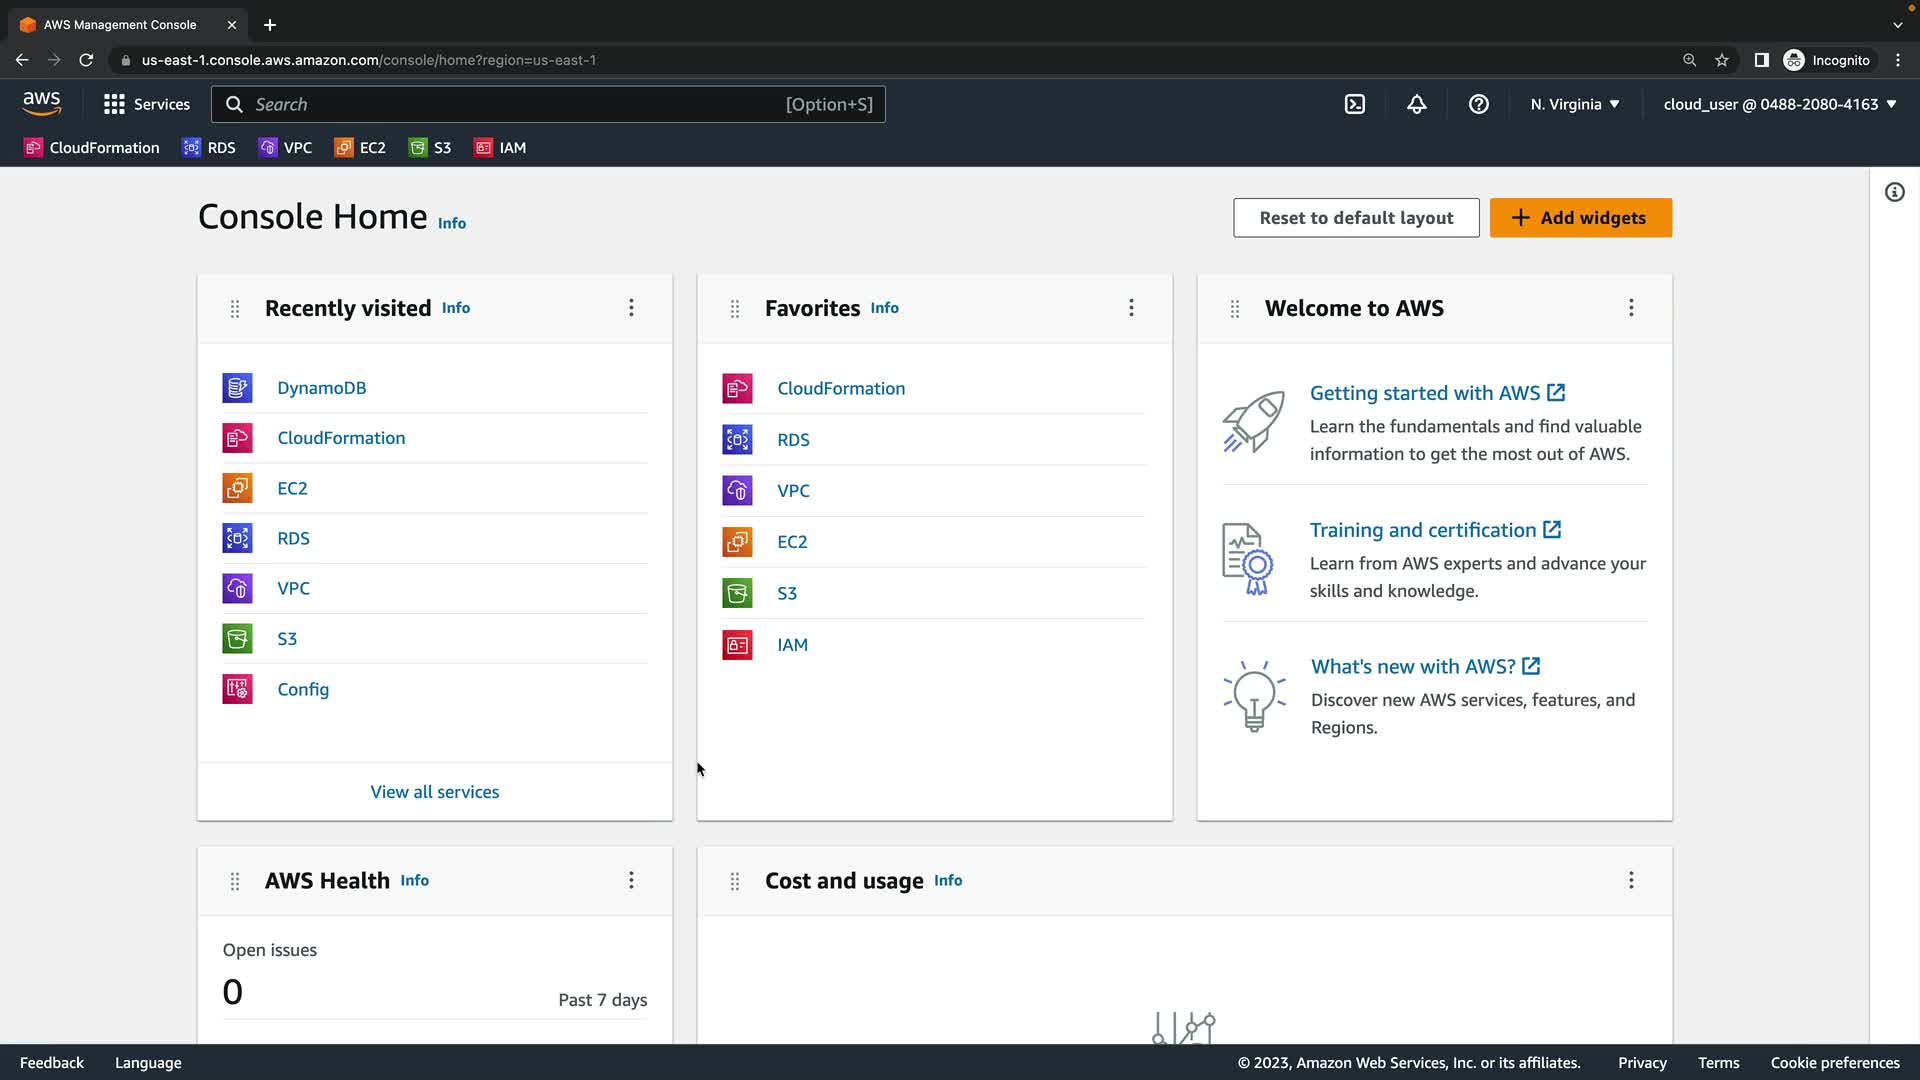 AWS Management Console
us-east-1.console.aws.amazon.com/console/home?region=us-east-1
Incognito
aws
Services
Search
[Option+S]
N. Virginia
cloud_user @ 0488-2080-4163
CloudFormation
RDS
VPC
EC2
S3
IAM
Console Home Info
Reset to default layout
Add widgets
Recently visited Info
DynamoDB
CloudFormation
EC2
RDS
VPC
S3
Config
View all services
Favorites Info
CloudFormation
RDS
VPC
EC2
S3
IAM
Welcome to AWS
Getting started with AWS
Learn the fundamentals and find valuable
information to get the most out of AWS.
Training and certification
Learn from AWS experts and advance your
skills and knowledge.
What's new with AWS?
Discover new AWS services, features, and
Regions.
AWS Health Info
Open issues
0
Past 7 days
Cost and usage Info
Feedback
Language
© 2023, Amazon Web Services, Inc. or its affiliates.
Privacy
Terms
Cookie preferences